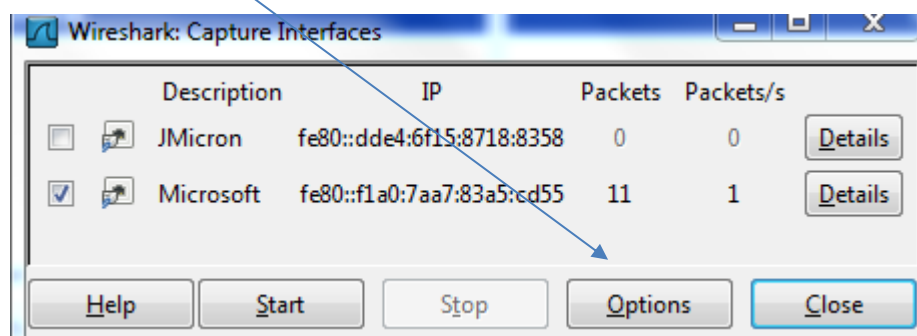 Wireshark: Capture Interfaces
Description IP Packets Packets/s
JMicron fe80::dde4:6f15:8718:8358 0 0 Details
Microsoft fe80::f1a0:7aa7:83a5:cd55 11 1 Details
Help Start Stop Options Close